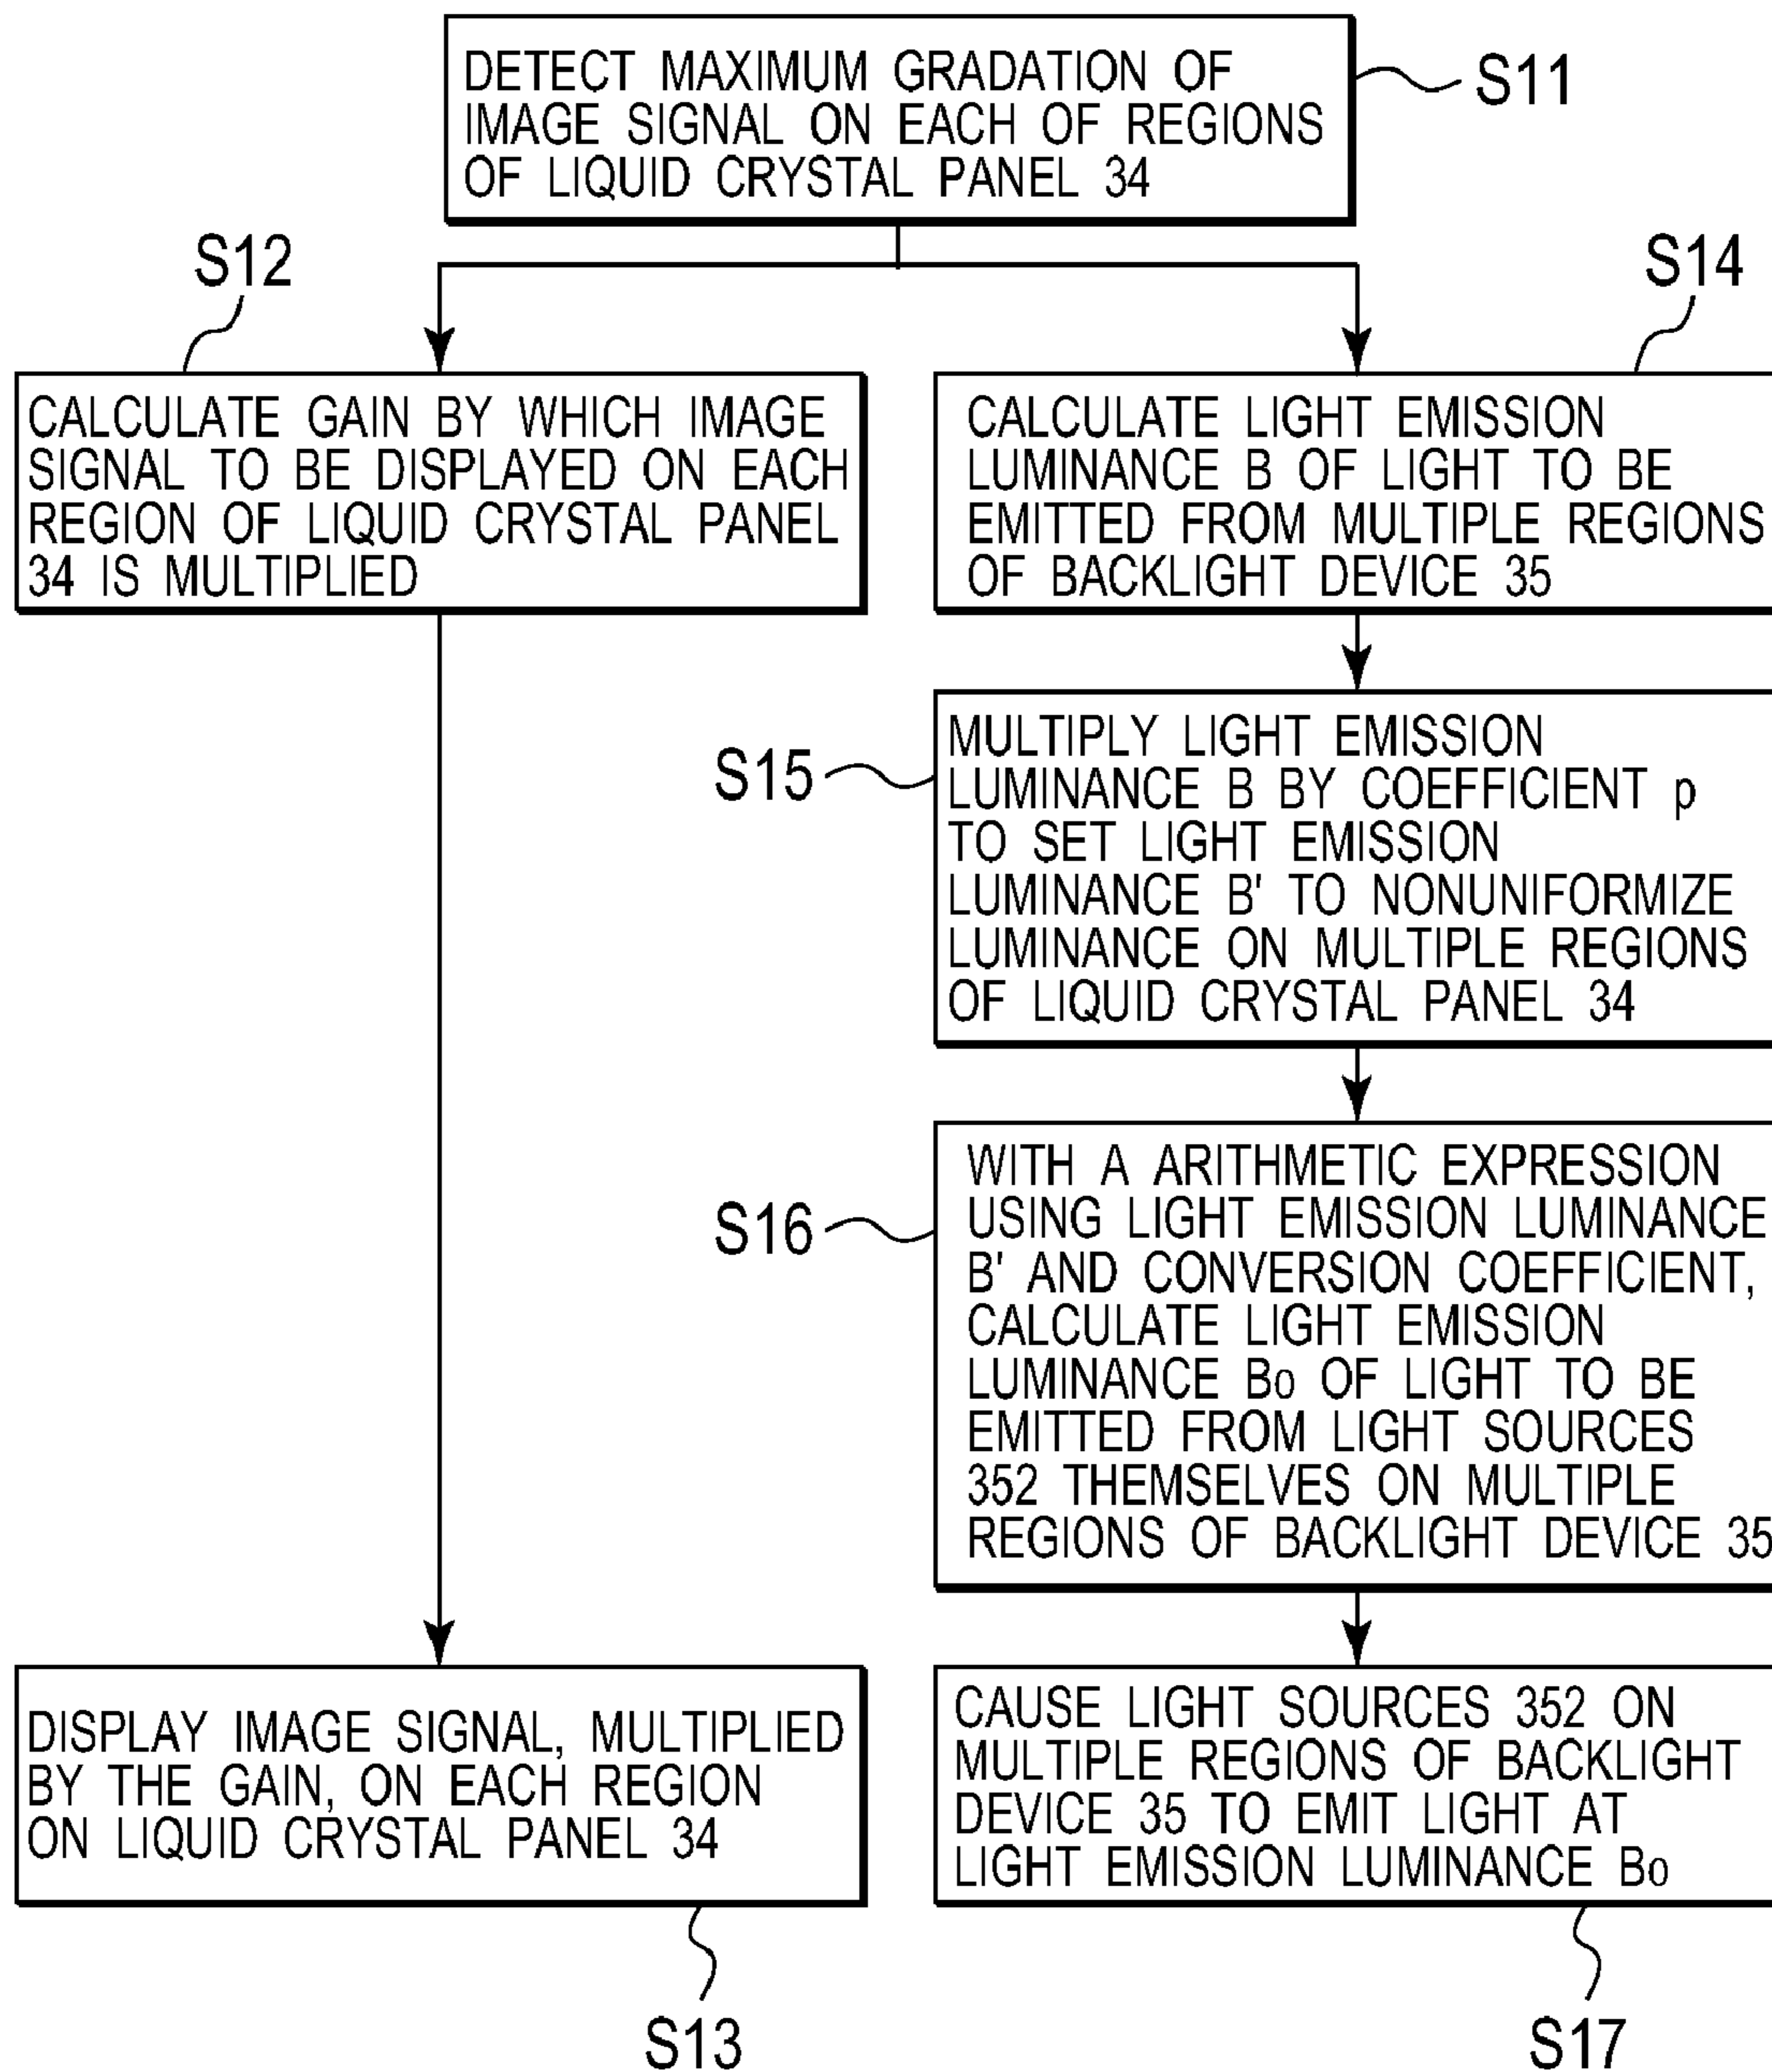 DETECT MAXIMUM GRADATION OF
IMAGE SIGNAL ON EACH OF REGIONS
OF LIQUID CRYSTAL PANEL 34
S11
S12
CALCULATE GAIN BY WHICH IMAGE
SIGNAL TO BE DISPLAYED ON EACH
REGION OF LIQUID CRYSTAL PANEL
34 IS MULTIPLIED
S14
CALCULATE LIGHT EMISSION
LUMINANCE B OF LIGHT TO BE
EMITTED FROM MULTIPLE REGIONS
OF BACKLIGHT DEVICE 35
S15
MULTIPLY LIGHT EMISSION
LUMINANCE B BY COEFFICIENT p
TO SET LIGHT EMISSION
LUMINANCE B' TO NONUNIFORMIZE
LUMINANCE ON MULTIPLE REGIONS
OF LIQUID CRYSTAL PANEL 34
S16
WITH A ARITHMETIC EXPRESSION
USING LIGHT EMISSION LUMINANCE
B' AND CONVERSION COEFFICIENT,
CALCULATE LIGHT EMISSION
LUMINANCE Bo OF LIGHT TO BE
EMITTED FROM LIGHT SOURCES
352 THEMSELVES ON MULTIPLE
REGIONS OF BACKLIGHT DEVICE 35
DISPLAY IMAGE SIGNAL, MULTIPLIED
BY THE GAIN, ON EACH REGION
ON LIQUID CRYSTAL PANEL 34
S13
CAUSE LIGHT SOURCES 352 ON
MULTIPLE REGIONS OF BACKLIGHT
DEVICE 35 TO EMIT LIGHT AT
LIGHT EMISSION LUMINANCE Bo
S17